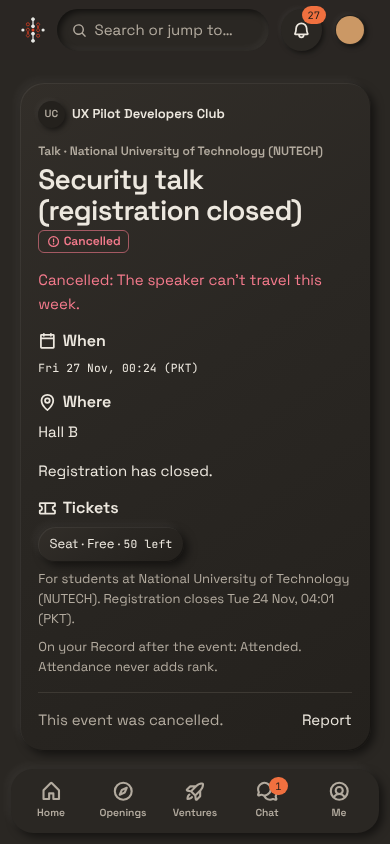 Search or jump to...
27
UC
UX Pilot Developers Club
Talk · National University of Technology (NUTECH)
Security talk
(registration closed)
Cancelled
Cancelled: The speaker can't travel this
week.
When
Fri 27 Nov, 00:24 (PKT)
Where
Hall B
Registration has closed.
Tickets
Seat · Free · 50 left
For students at National University of Technology
(NUTECH). Registration closes Tue 24 Nov, 04:01
(PKT).
On your Record after the event: Attended.
Attendance never adds rank.
This event was cancelled.
Report
1
Home
Openings
Ventures
Chat
Me